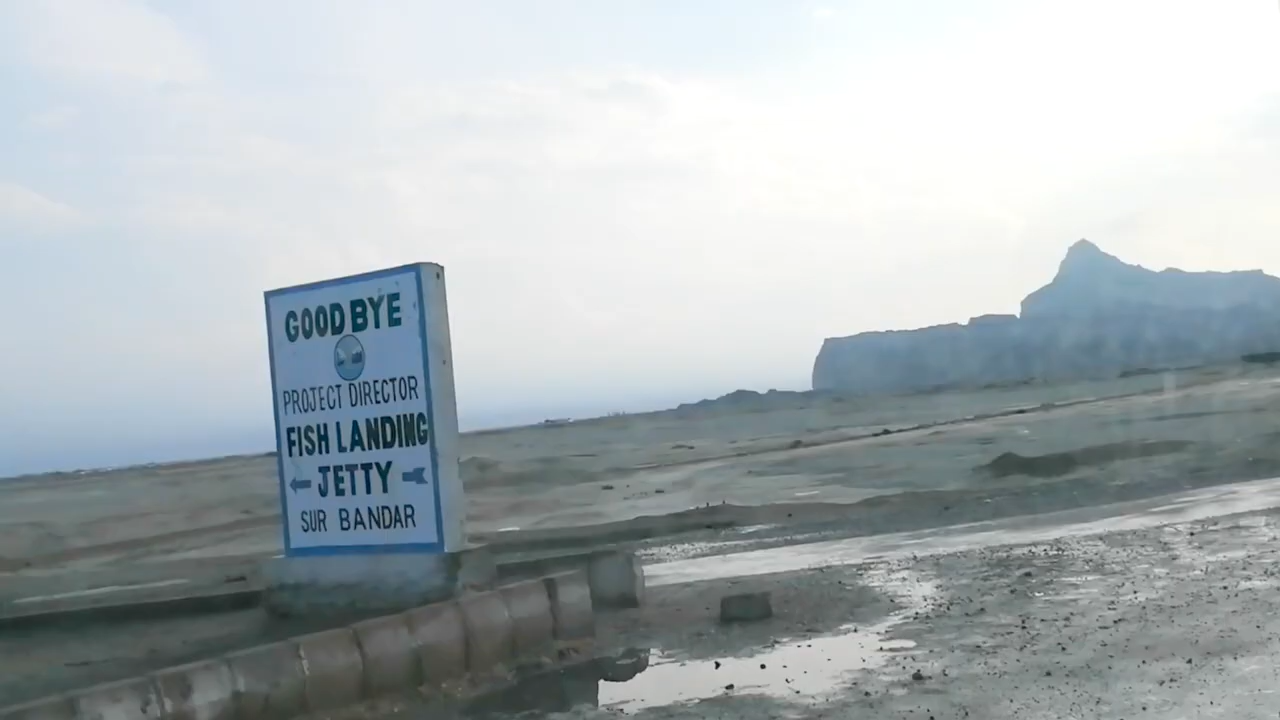 GOOD BYE
PROJECT DIRECTOR
FISH LANDING
JETTY
SUR BANDAR